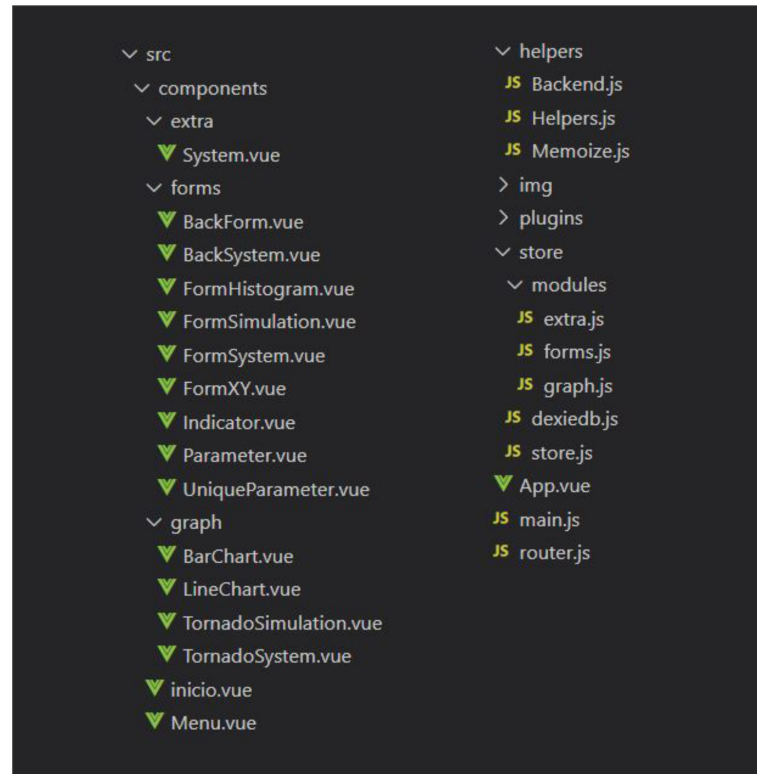 src
components
extra
System.vue
forms
BackForm.vue
BackSystem.vue
FormHistogram.vue
FormSimulation.vue
FormSystem.vue
FormXY.vue
Indicator.vue
Parameter.vue
UniqueParameter.vue
graph
BarChart.vue
LineChart.vue
TornadoSimulation.vue
TornadoSystem.vue
inicio.vue
Menu.vue
helpers
JS Backend.js
JS Helpers.js
JS Memoize.js
img
plugins
store
modules
JS extra.js
JS forms.js
JS graph.js
JS dexiedb.js
JS store.js
App.vue
JS main.js
JS router.js